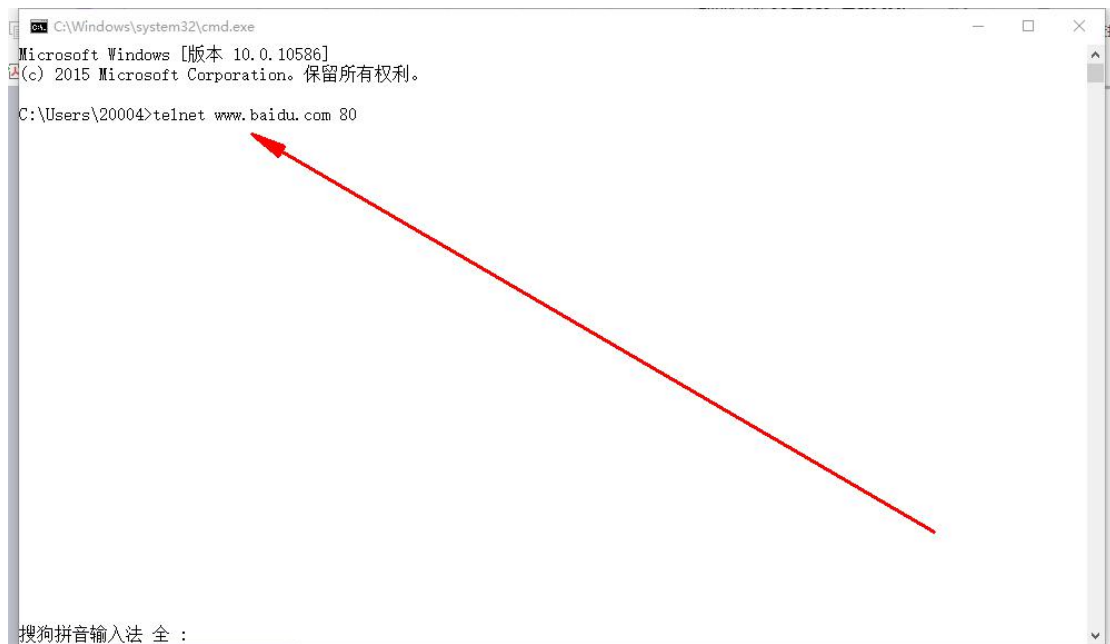 C:\Windows\system32\cmd.exe
Microsoft Windows [版本 10.0.10586]
(c) 2015 Microsoft Corporation。保留所有权利。
C:\Users\20004>telnet www.baidu.com 80
搜狗拼音输入法 全 :